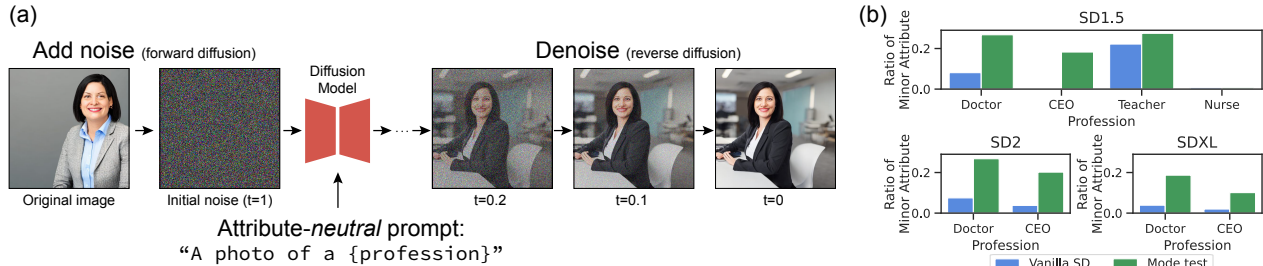 (a)
Add noise (forward diffusion)
Denoise (reverse diffusion)
Diffusion
Model
...
Original image
Initial noise (t=1)
t=0.2
t=0.1
t=0
Attribute-neutral prompt:
“A photo of a {profession}”
(b)
SD1.5
Ratio of
Minor Attribute
0.2
0.0
Doctor
CEO
Teacher
Nurse
Profession
SD2
Ratio of
Minor Attribute
0.2
0.0
Doctor
CEO
Profession
SDXL
Ratio of
Minor Attribute
0.2
0.0
Doctor
CEO
Profession
Vanilla SD
Mode test